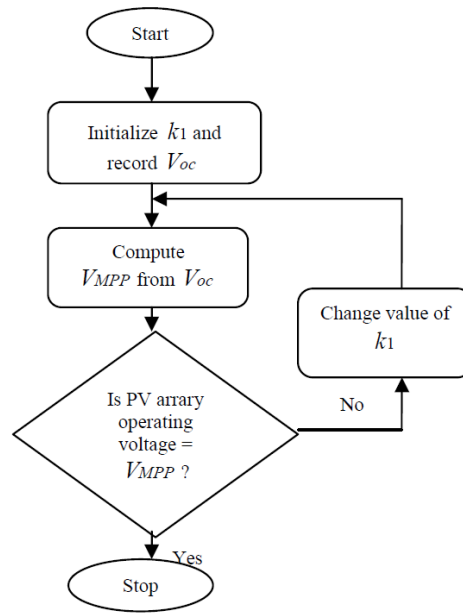 Start
Initialize k1 and
record Voc
Compute
VMPP from Voc
Change value of
k1
Is PV arrary
operating
voltage =
VMPP ?
No
Yes
Stop